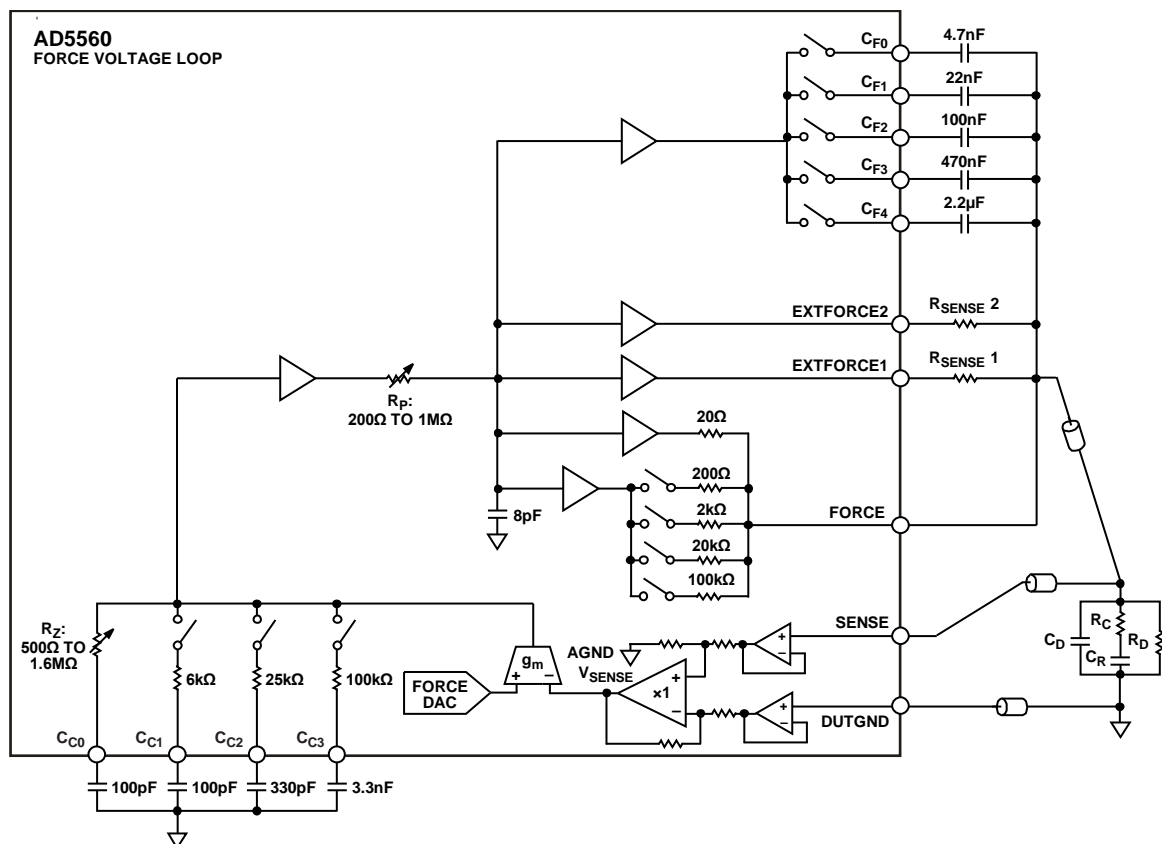 AD5560
FORCE VOLTAGE LOOP
CF0
4.7nF
CF1
22nF
CF2
100nF
CF3
470nF
CF4
2.2µF
EXTFORCE2
RSENSE 2
EXTFORCE1
RSENSE 1
RP:
200Ω TO 1MΩ
20Ω
200Ω
2kΩ
20kΩ
100kΩ
8pF
FORCE
SENSE
RZ:
500Ω TO
1.6MΩ
6kΩ
25kΩ
100kΩ
gm
+ −
FORCE
DAC
AGND
VSENSE
+
×1
−
+
−
+
−
DUTGND
CD
RC
CR
RD
CC0
CC1
CC2
CC3
100pF
100pF
330pF
3.3nF